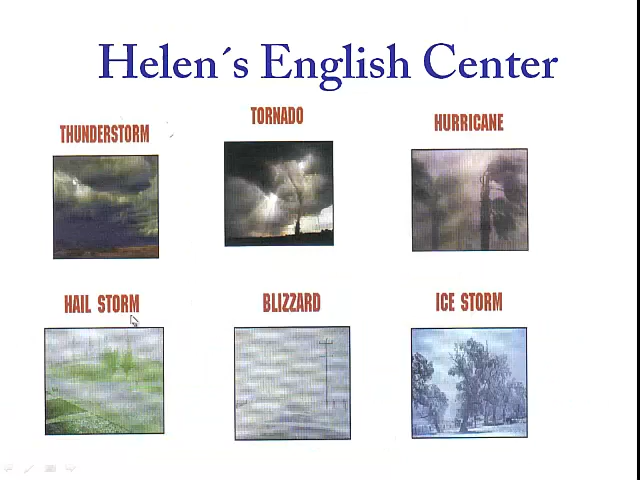 Helen´s English Center
THUNDERSTORM
TORNADO
HURRICANE
HAIL STORM
BLIZZARD
ICE STORM